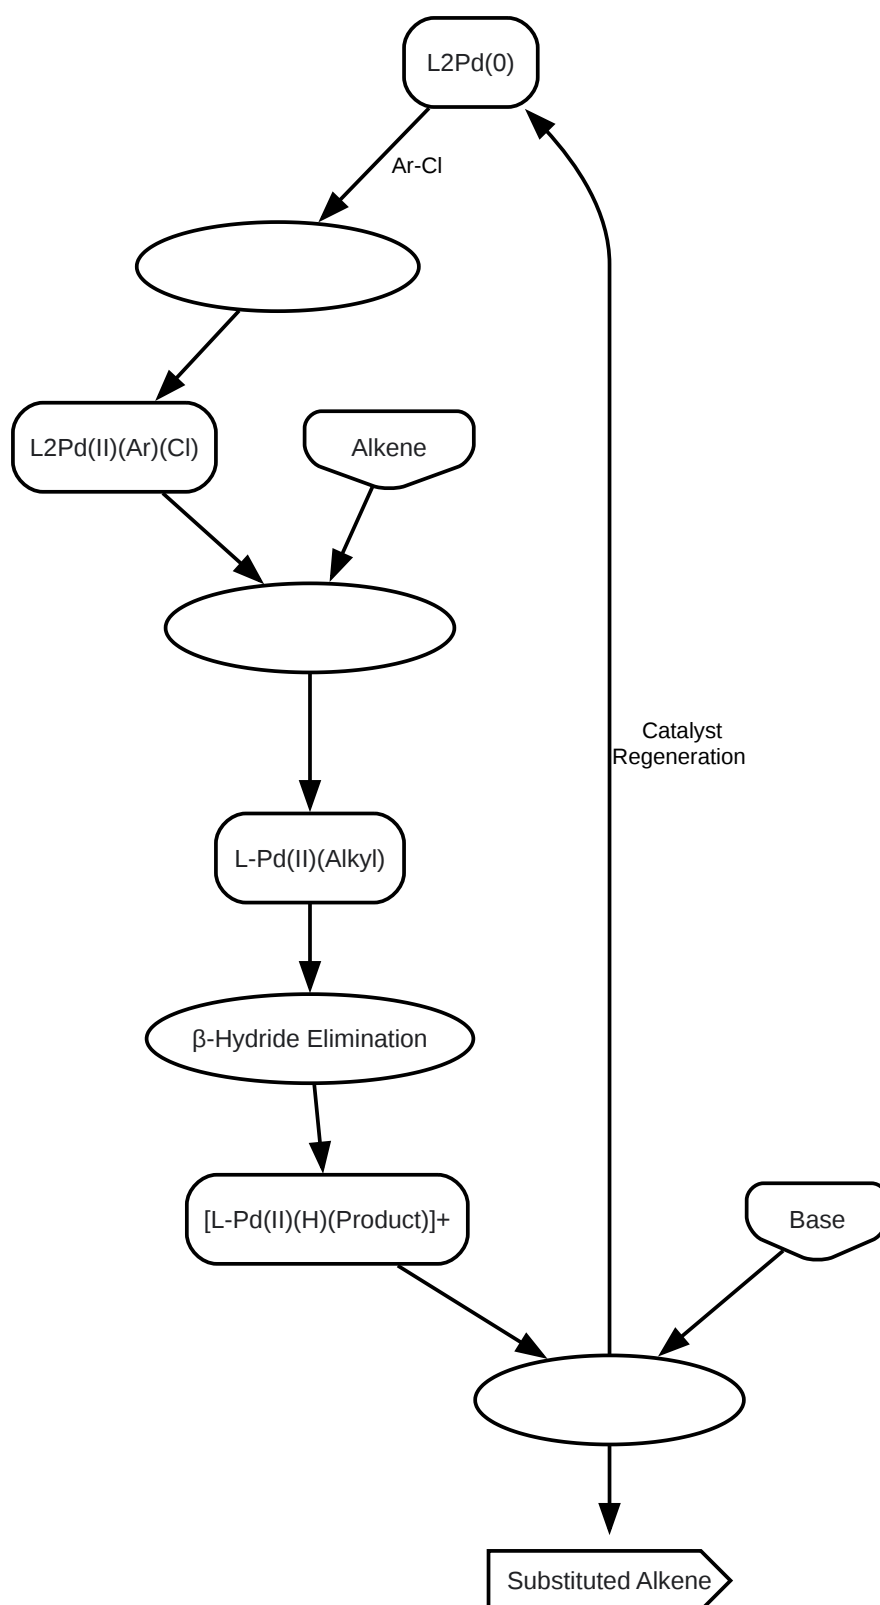 L2Pd(0)
Ar-Cl
L2Pd(II)(Ar)(Cl)
Alkene
Catalyst
Regeneration
L-Pd(II)(Alkyl)
β-Hydride Elimination
[L-Pd(II)(H)(Product)]+
Base
Substituted Alkene